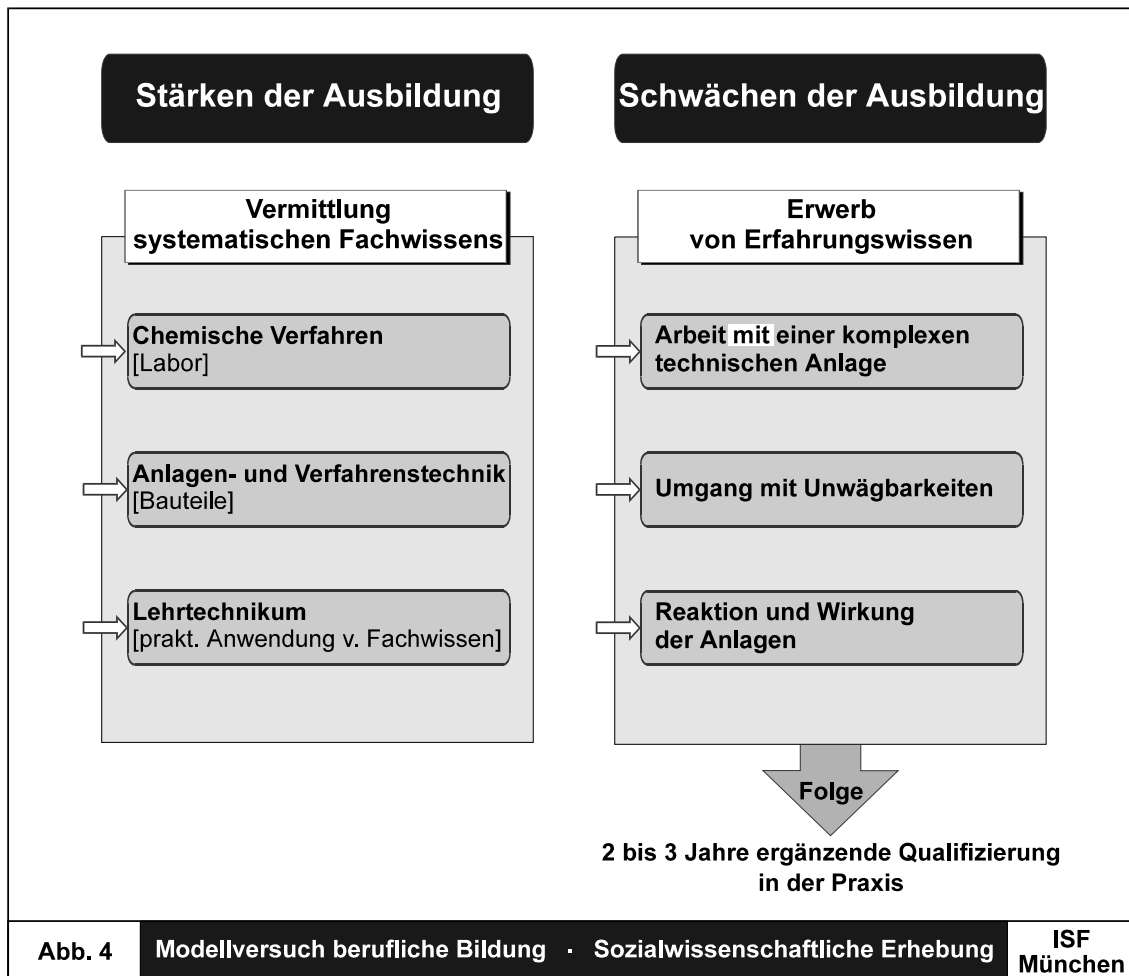 Stärken der Ausbildung
Vermittlung
systematischen Fachwissens
Chemische Verfahren
[Labor]
Anlagen- und Verfahrenstechnik
[Bauteile]
Lehrtechnikum
[prakt. Anwendung v. Fachwissen]
Schwächen der Ausbildung
Erwerb
von Erfahrungswissen
Arbeit mit einer komplexen
technischen Anlage
Umgang mit Unwägbarkeiten
Reaktion und Wirkung
der Anlagen
Folge
2 bis 3 Jahre ergänzende Qualifizierung
in der Praxis
Abb. 4
Modellversuch berufliche Bildung · Sozialwissenschaftliche Erhebung
ISF
München